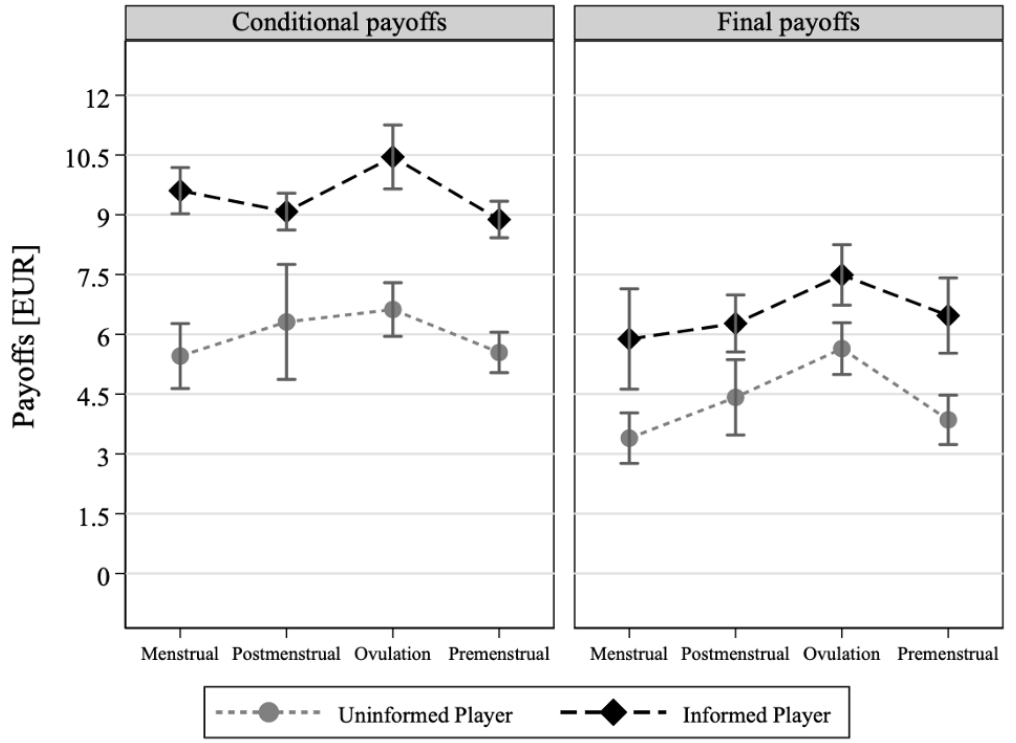 Conditional payoffs
Final payoffs
Payoffs [EUR]
12
10.5
9
7.5
6
4.5
3
1.5
0
Menstrual Postmenstrual Ovulation Premenstrual
Menstrual Postmenstrual Ovulation Premenstrual
Uninformed Player
Informed Player